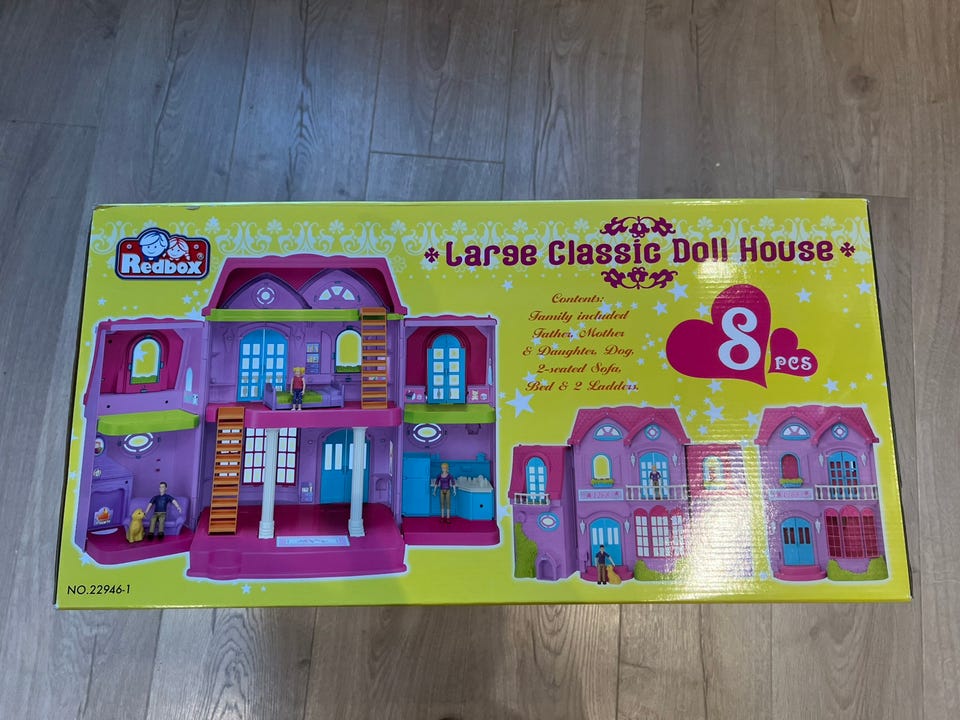 Redbox
Large Classic Doll House
Contents:
Family included
Father, Mother
& Daughter, Dog,
2-seated Sofa,
Bed & 2 Ladders.
8
PCS
NO.22946-1